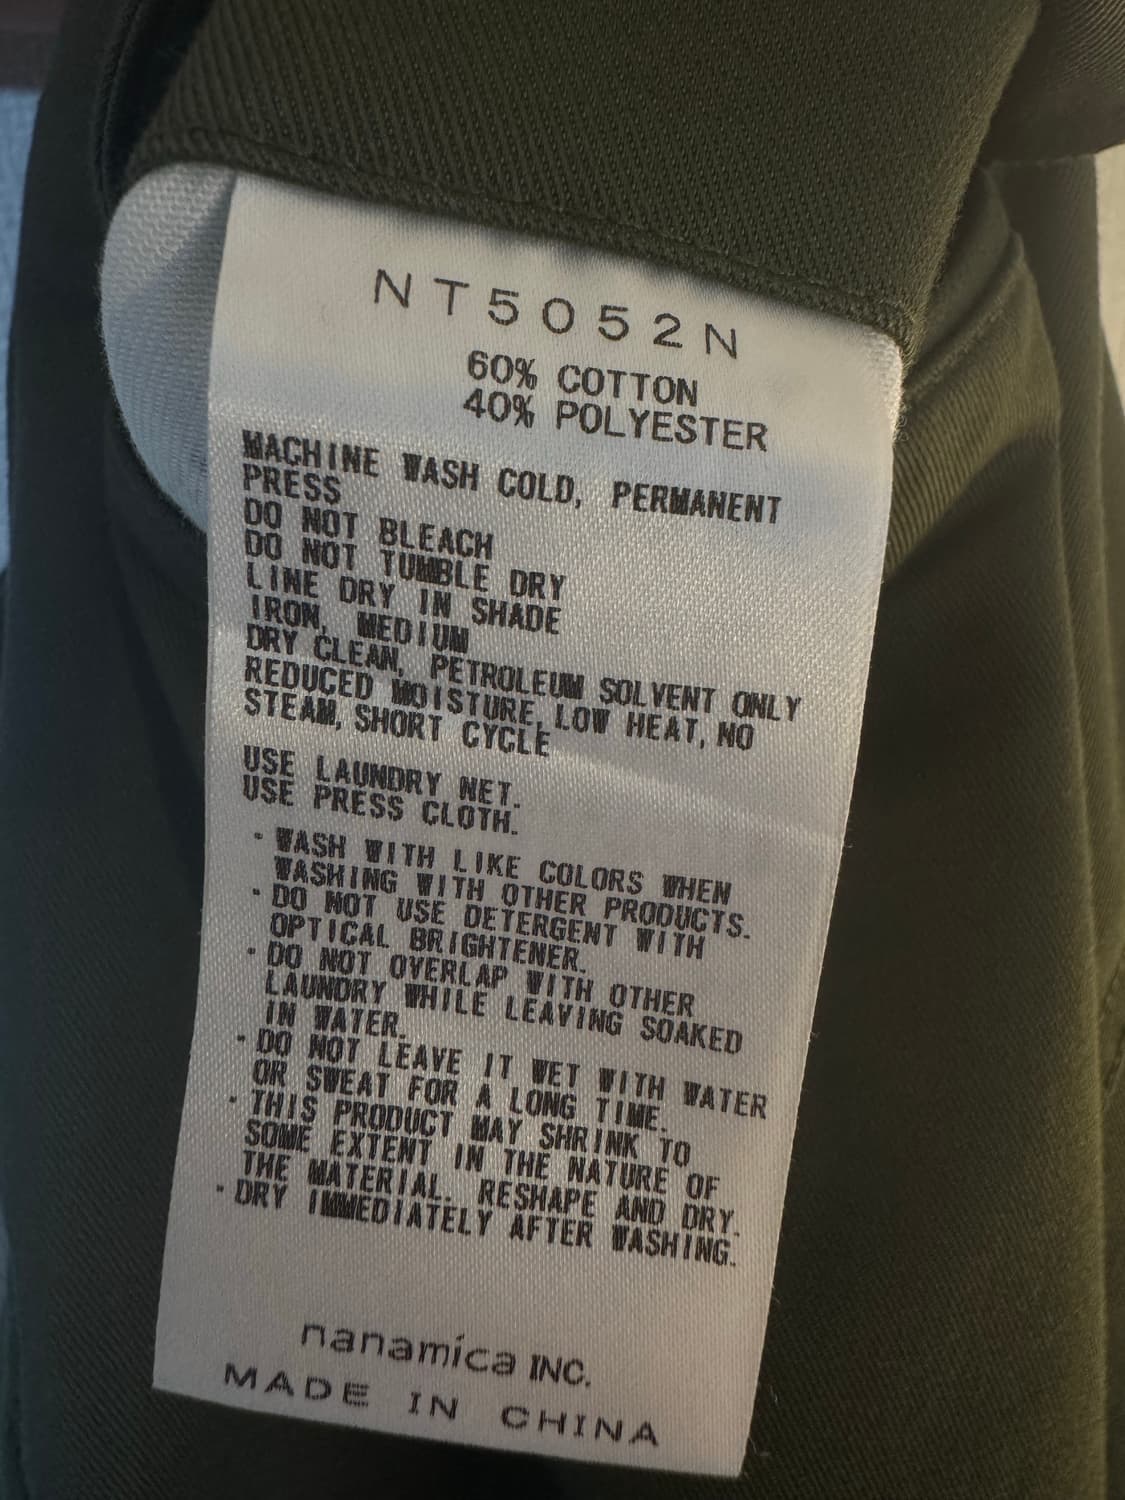 NT5052N
60% COTTON
40% POLYESTER
MACHINE WASH COLD, PERMANENT
PRESS
DO NOT BLEACH
DO NOT TUMBLE DRY
LINE DRY IN SHADE
IRON, MEDIUM
DRY CLEAN, PETROLEUM SOLVENT ONLY
REDUCED MOISTURE, LOW HEAT, NO
STEAM, SHORT CYCLE
USE LAUNDRY NET.
USE PRESS CLOTH.
・WASH WITH LIKE COLORS WHEN
WASHING WITH OTHER PRODUCTS.
・DO NOT USE DETERGENT WITH
OPTICAL BRIGHTENER.
・DO NOT OVERLAP WITH OTHER
LAUNDRY WHILE LEAVING SOAKED
IN WATER.
・DO NOT LEAVE IT WET WITH WATER
OR SWEAT FOR A LONG TIME.
・THIS PRODUCT MAY SHRINK TO
SOME EXTENT IN THE NATURE OF
THE MATERIAL. RESHAPE AND DRY.
・DRY IMMEDIATELY AFTER WASHING.
nanamica INC.
MADE IN CHINA